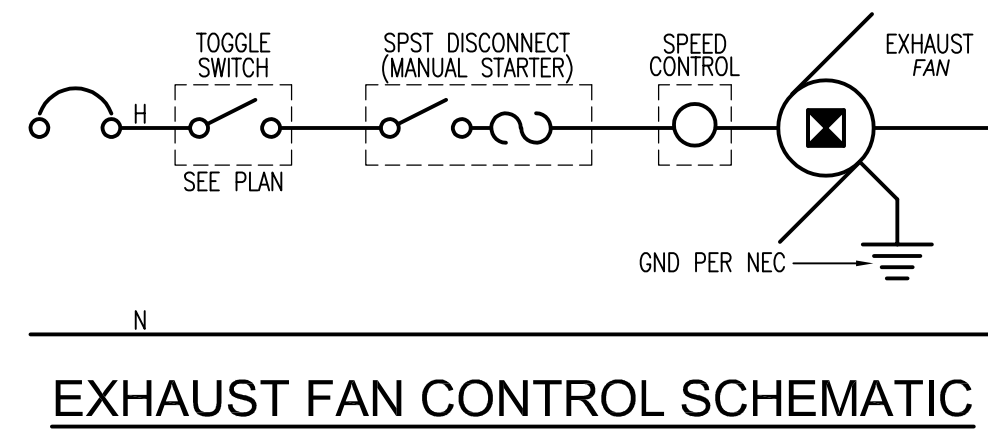 TOGGLE
SWITCH
SPST DISCONNECT
(MANUAL STARTER)
SPEED
CONTROL
EXHAUST
FAN
H
SEE PLAN
GND PER NEC
N
EXHAUST FAN CONTROL SCHEMATIC